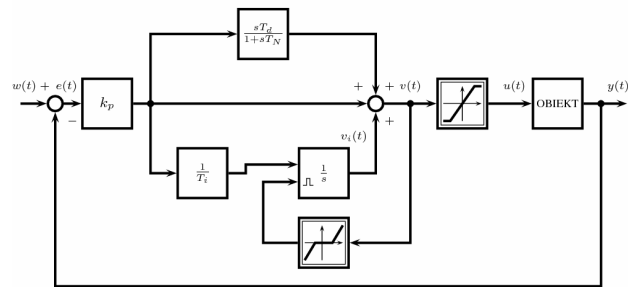 sT_d
1+sT_N
w(t) + e(t)
+ + v(t)
u(t)
y(t)
k_p
OBIEKT
−
+
v_i(t)
1
T_i
1
s